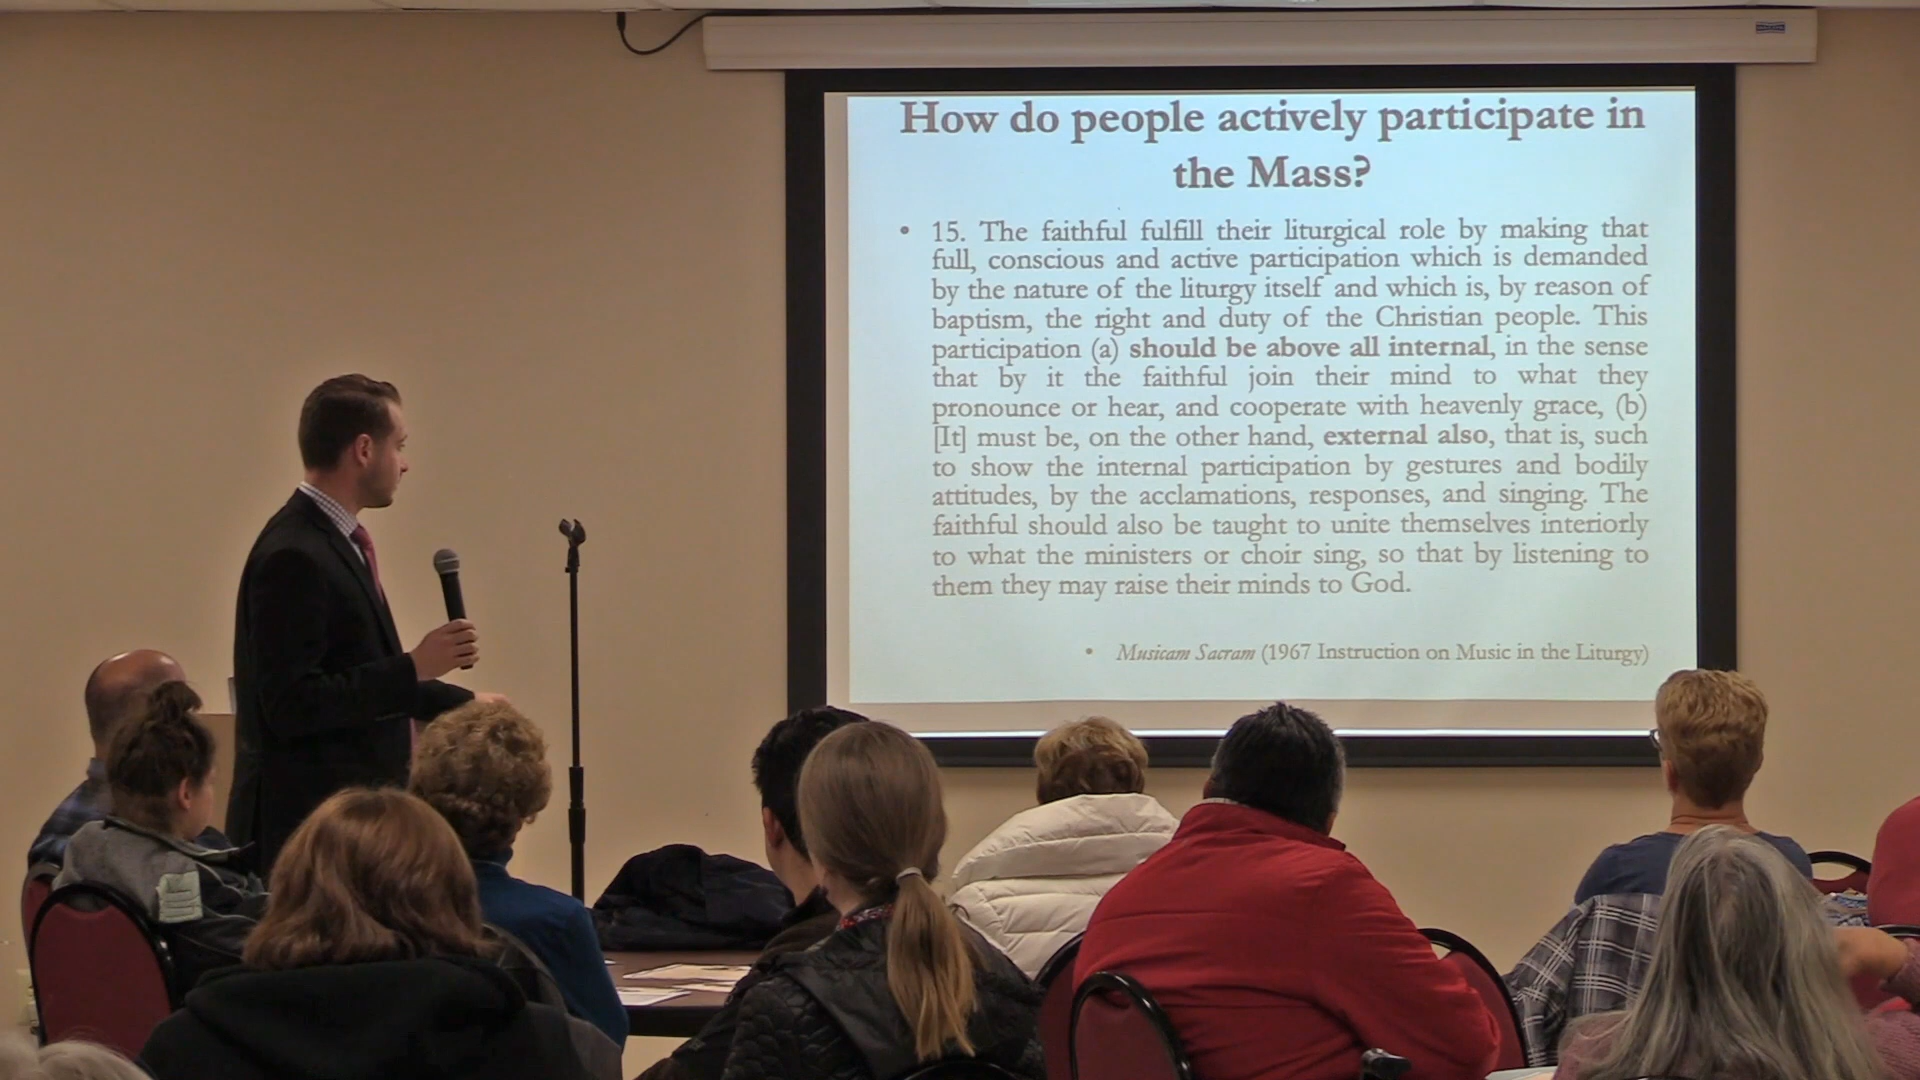 How do people actively participate in
the Mass?
• 15. The faithful fulfill their liturgical role by making that
full, conscious and active participation which is demanded
by the nature of the liturgy itself and which is, by reason of
baptism, the right and duty of the Christian people. This
participation (a) should be above all internal, in the sense
that by it the faithful join their mind to what they
pronounce or hear, and cooperate with heavenly grace, (b)
[It] must be, on the other hand, external also, that is, such
to show the internal participation by gestures and bodily
attitudes, by the acclamations, responses, and singing. The
faithful should also be taught to unite themselves interiorly
to what the ministers or choir sing, so that by listening to
them they may raise their minds to God.
• Musicam Sacram (1967 Instruction on Music in the Liturgy)